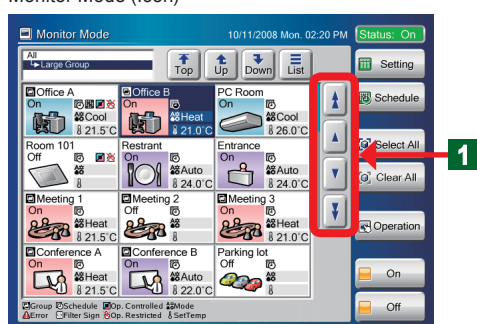 Monitor Mode (Icon)
Monitor Mode 10/11/2008 Mon. 02:20 PM Status: On
All
Large Group
Top Up Down List Setting
Office A Office B PC Room
On On On
Cool Heat Cool
21.5°C 21.0°C 26.0°C
Schedule
Room 101 Restrant Entrance
Off On On
Auto Auto
24.0°C 24.0°C
Select All
1
Clear All
Meeting 1 Meeting 2 Meeting 3
On Off On
Heat Heat
21.5°C 21.0°C
Operation
Conference A Conference B Parking lot
On On Off
Heat Auto
21.5°C 22.0°C
On
Group Schedule Op. Controlled Mode
Error Filter Sign Op. Restricted SetTemp
Off